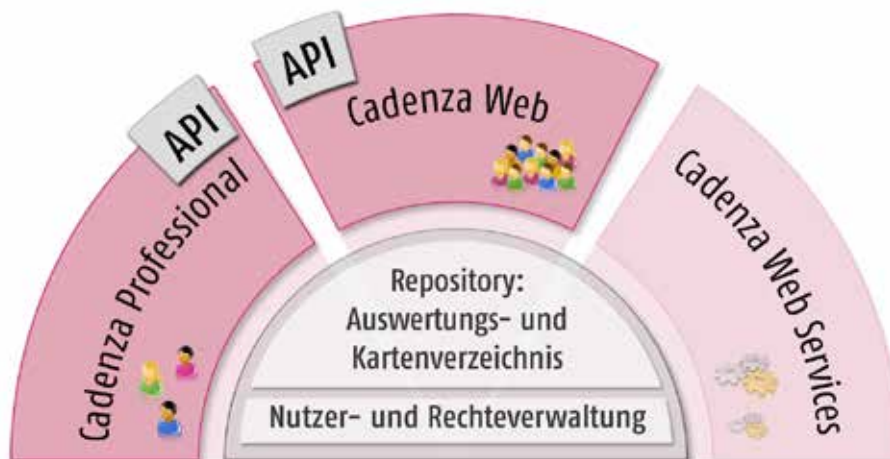 API
Cadenza Professional
API
Cadenza Web
Cadenza Web Services
Repository:
Auswertungs- und
Kartenverzeichnis
Nutzer- und Rechteverwaltung